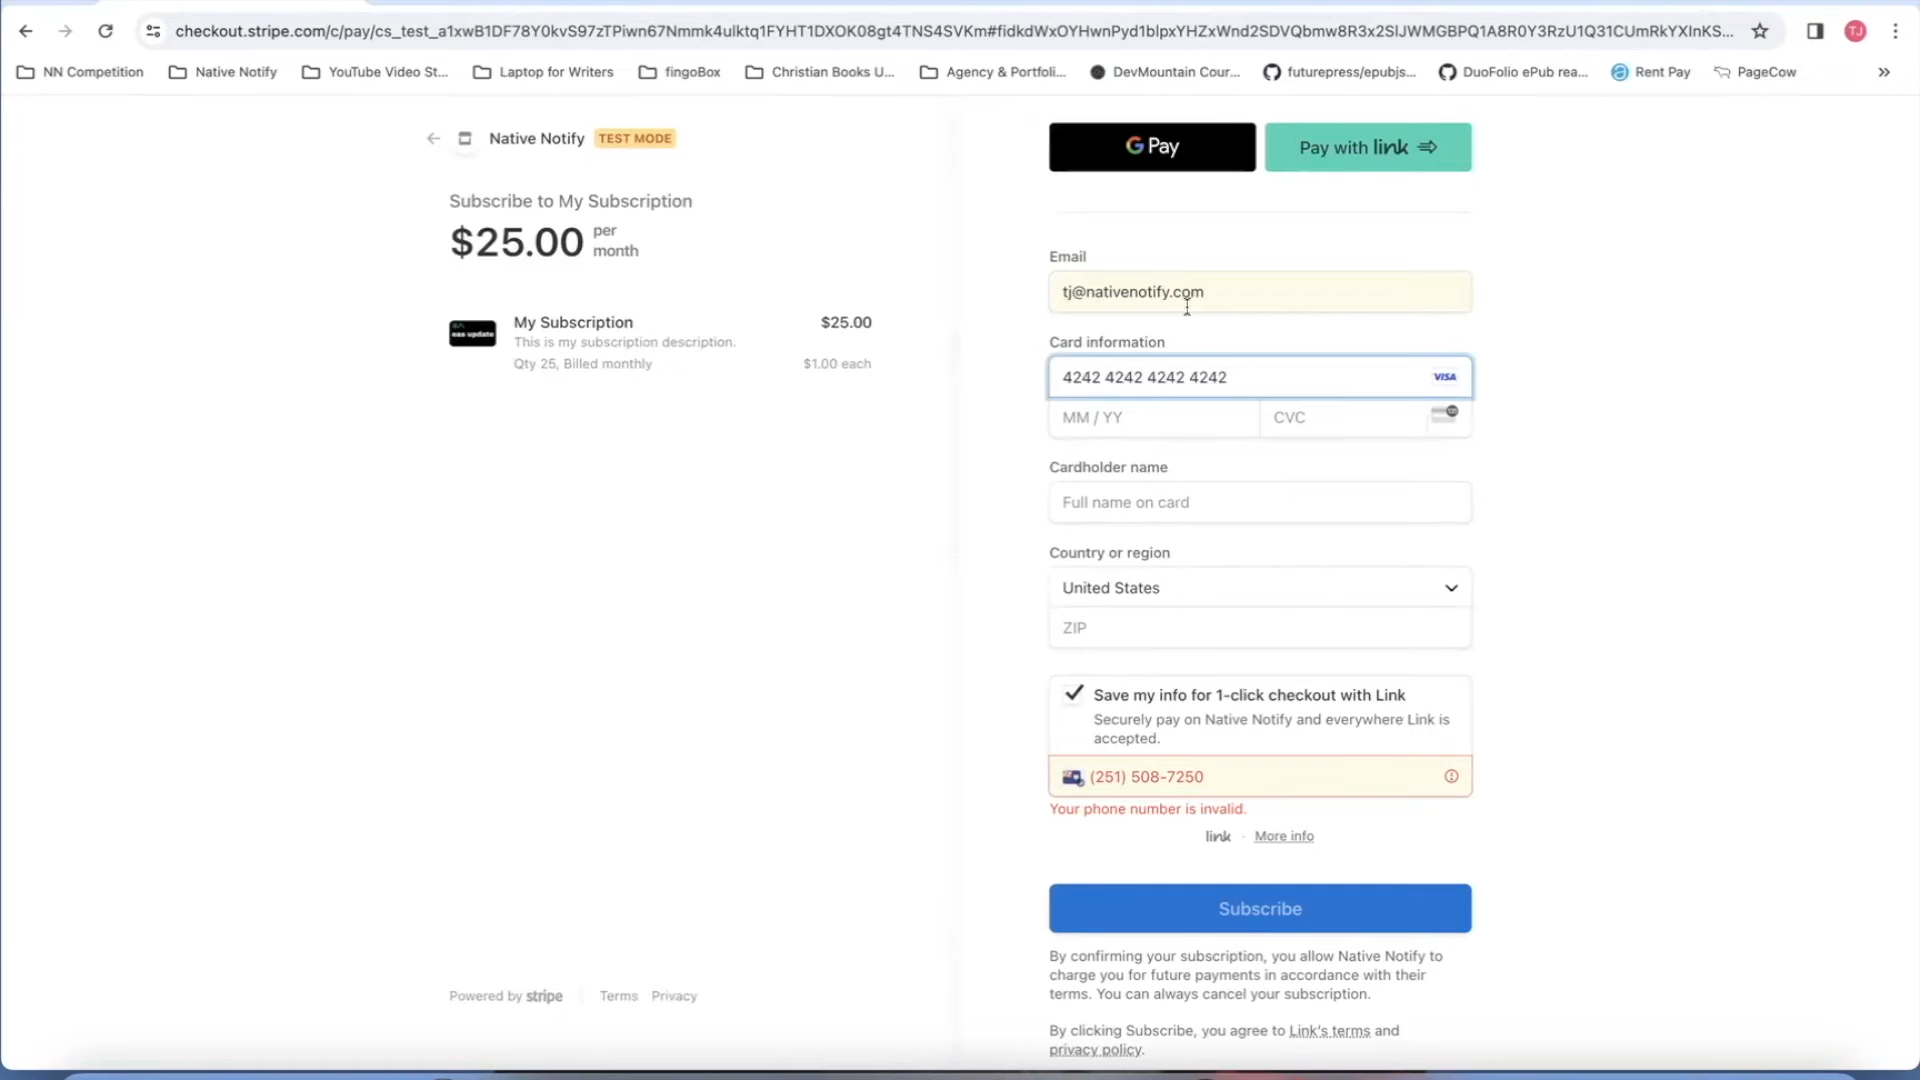 checkout.stripe.com/c/pay/cs_test_a1xwB1DF78Y0kvS97zTPiwn67Nmmk4ulktq1FYHT1DXOK08gt4TNS4SVKm#fidkdWxOYHwnPyd1blpxYHZxWnd2SDVQbmw8R3x2SlJWMGBPQ1A8R0Y3RzU1Q31CUmRkYXlnKS...
TJ
NN Competition
Native Notify
YouTube Video St...
Laptop for Writers
fingoBox
Christian Books U...
Agency & Portfoli...
DevMountain Cour...
futurepress/epubjs...
DuoFolio ePub rea...
Rent Pay
PageCow
Native Notify TEST MODE
Subscribe to My Subscription
$25.00 per
month
My Subscription $25.00
This is my subscription description.
Qty 25, Billed monthly $1.00 each
Powered by stripe
Terms Privacy
G Pay
Pay with link
Email
tj@nativenotify.com
Card information
4242 4242 4242 4242 VISA
MM / YY CVC
Cardholder name
Full name on card
Country or region
United States
ZIP
Save my info for 1-click checkout with Link
Securely pay on Native Notify and everywhere Link is
accepted.
(251) 508-7250
Your phone number is invalid.
link · More info
Subscribe
By confirming your subscription, you allow Native Notify to
charge you for future payments in accordance with their
terms. You can always cancel your subscription.
By clicking Subscribe, you agree to Link's terms and
privacy policy.